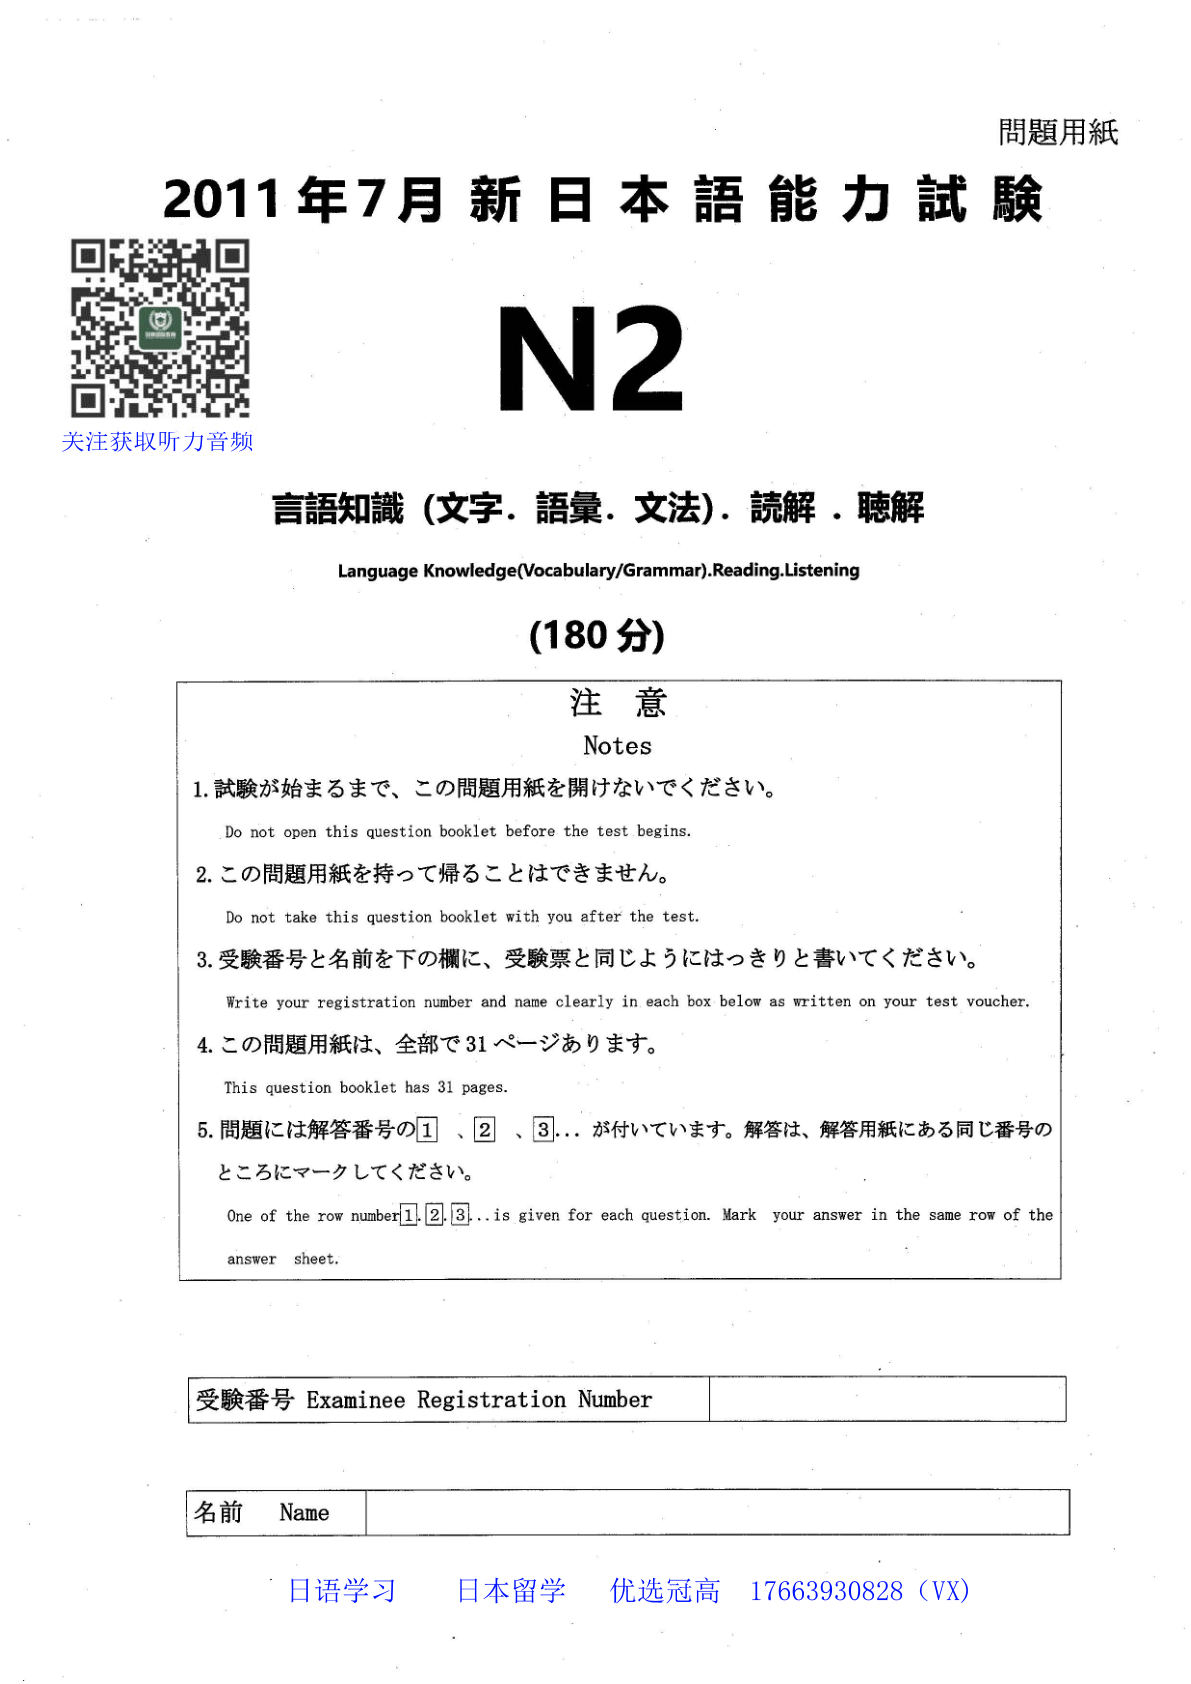 問題用紙
2011年7月新日本語能力試験
N2
关注获取听力音频
言語知識（文字．語彙．文法）．読解．聴解
Language Knowledge(Vocabulary/Grammar).Reading.Listening
(180分)
注 意
Notes
1.試験が始まるまで、この問題用紙を開けないでください。
Do not open this question booklet before the test begins.
2.この問題用紙を持って帰ることはできません。
Do not take this question booklet with you after the test.
3.受験番号と名前を下の欄に、受験票と同じようにはっきりと書いてください。
Write your registration number and name clearly in each box below as written on your test voucher.
4.この問題用紙は、全部で31ページあります。
This question booklet has 31 pages.
5.問題には解答番号の1 、2 、3... が付いています。解答は、解答用紙にある同じ番号の
ところにマークしてください。
One of the row number1.2.3...is given for each question. Mark your answer in the same row of the
answer sheet.
受験番号 Examinee Registration Number
名前 Name
日语学习 日本留学 优选冠高 17663930828（VX)